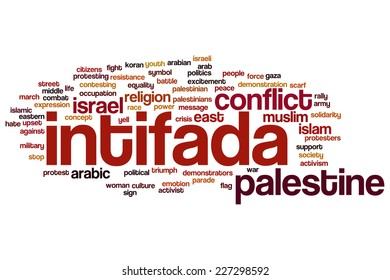 israeli
citizens fight koran youth arabian arab
protesting resistance symbol politics people force gaza
contesting battle excitement demonstration scarf
street middle life occupation equality palestinian peace
march combat religion palestinians conflict rally
expression race power message army
islamic israel east muslim solidarity
eastern concept yell crisis islam
hate upset protesters
against intifada support
military society
stop activism
protest arabic political triumph demonstrators war palestine
woman culture emotion parade flag
sign activist
shutterstock.com · 227298592